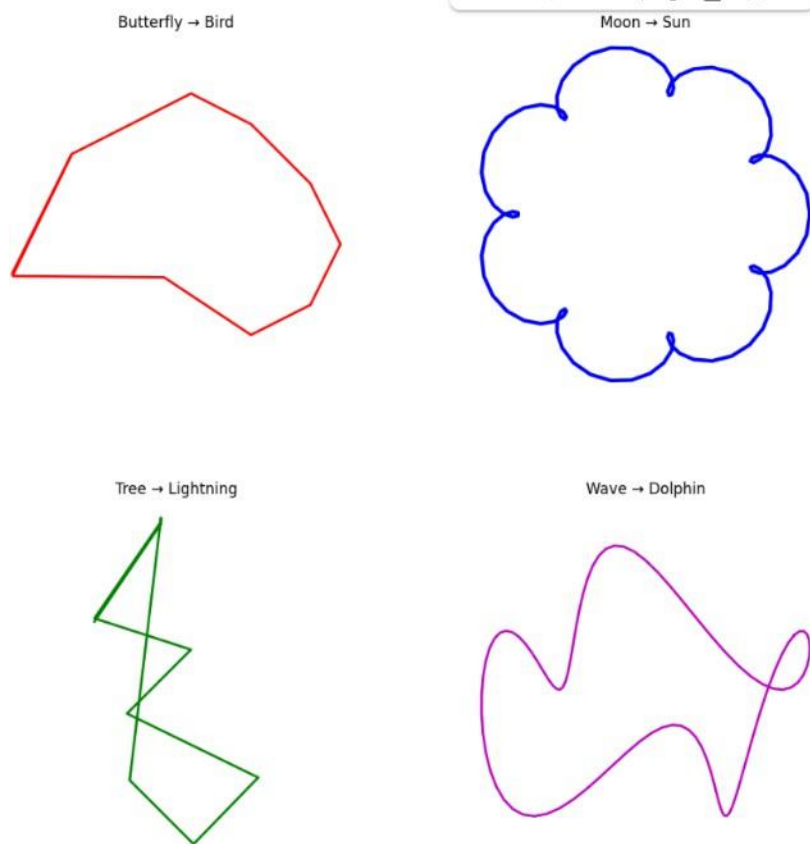 Butterfly → Bird
Moon → Sun
Tree → Lightning
Wave → Dolphin